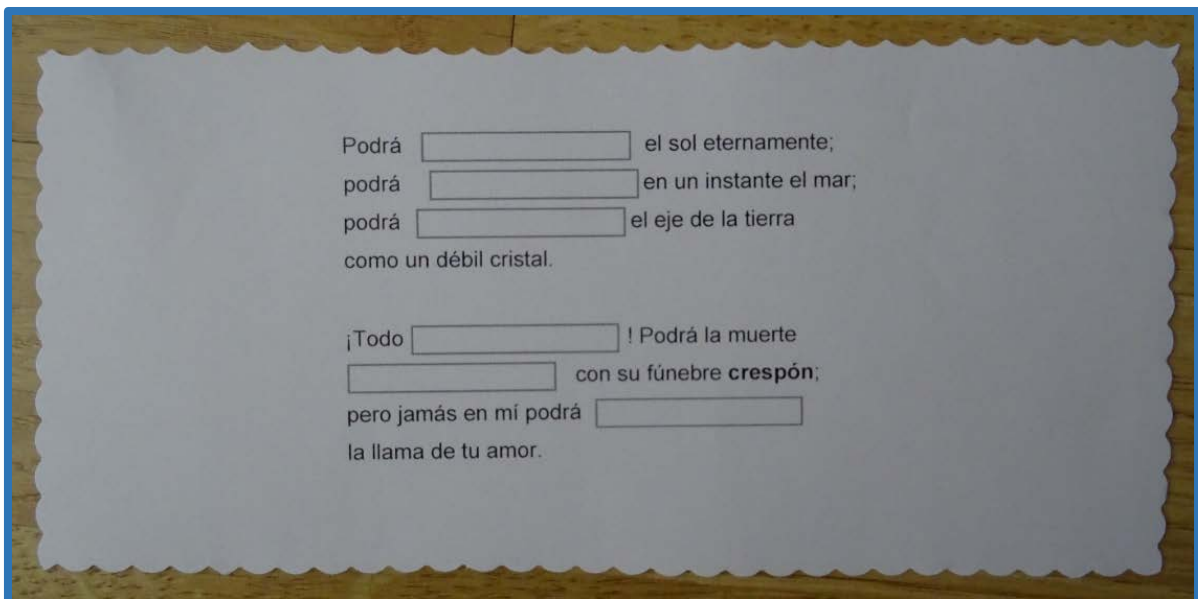 Podrá el sol eternamente;
podrá en un instante el mar;
podrá el eje de la tierra
como un débil cristal.
¡Todo ! Podrá la muerte
con su fúnebre crespón;
pero jamás en mí podrá
la llama de tu amor.